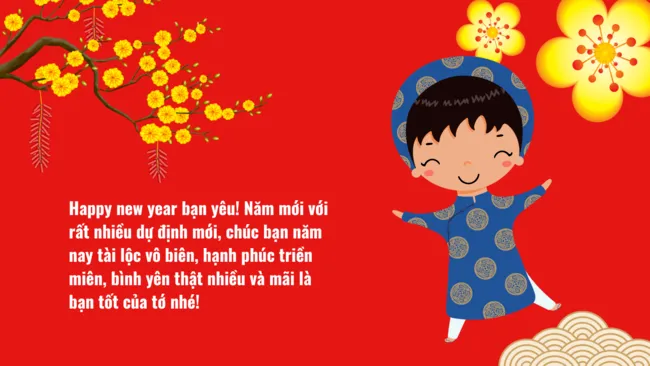 Happy new year bạn yêu! Năm mới với
rất nhiều dự định mới, chúc bạn năm
nay tài lộc vô biên, hạnh phúc triền
miên, bình yên thật nhiều và mãi là
bạn tốt của tớ nhé!